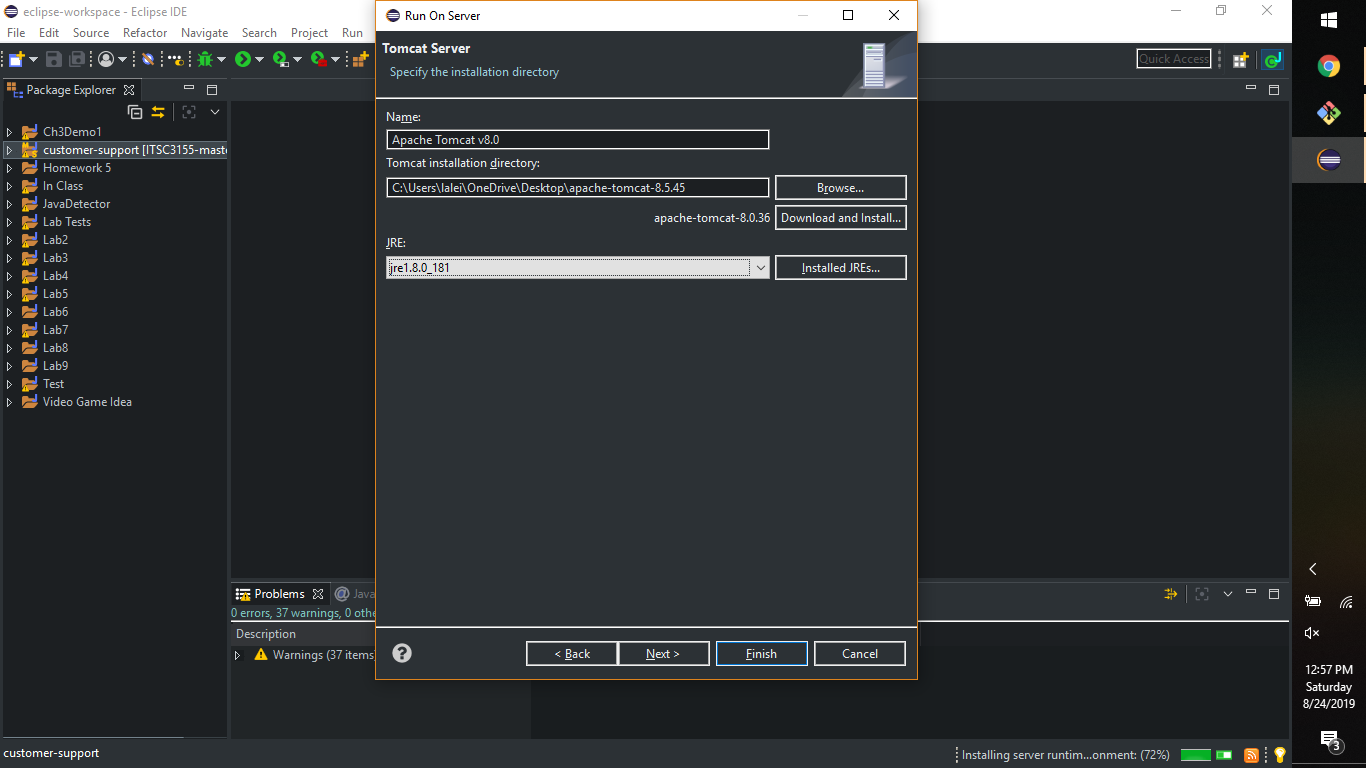 eclipse-workspace - Eclipse IDE
File Edit Source Refactor Navigate Search Project Run
Quick Access
Package Explorer
Ch3Demo1
customer-support [ITSC3155-maste
Homework 5
In Class
JavaDetector
Lab Tests
Lab2
Lab3
Lab4
Lab5
Lab6
Lab7
Lab8
Lab9
Test
Video Game Idea
Run On Server
Tomcat Server
Specify the installation directory
Name:
Apache Tomcat v8.0
Tomcat installation directory:
C:\Users\lalei\OneDrive\Desktop\apache-tomcat-8.5.45 Browse...
apache-tomcat-8.0.36 Download and Install...
JRE:
jre1.8.0_181 Installed JREs...
< Back Next > Finish Cancel
Problems Java
0 errors, 37 warnings, 0 othe
Description
Warnings (37 items)
customer-support
Installing server runtim...onment: (72%)
12:57 PM
Saturday
8/24/2019
3